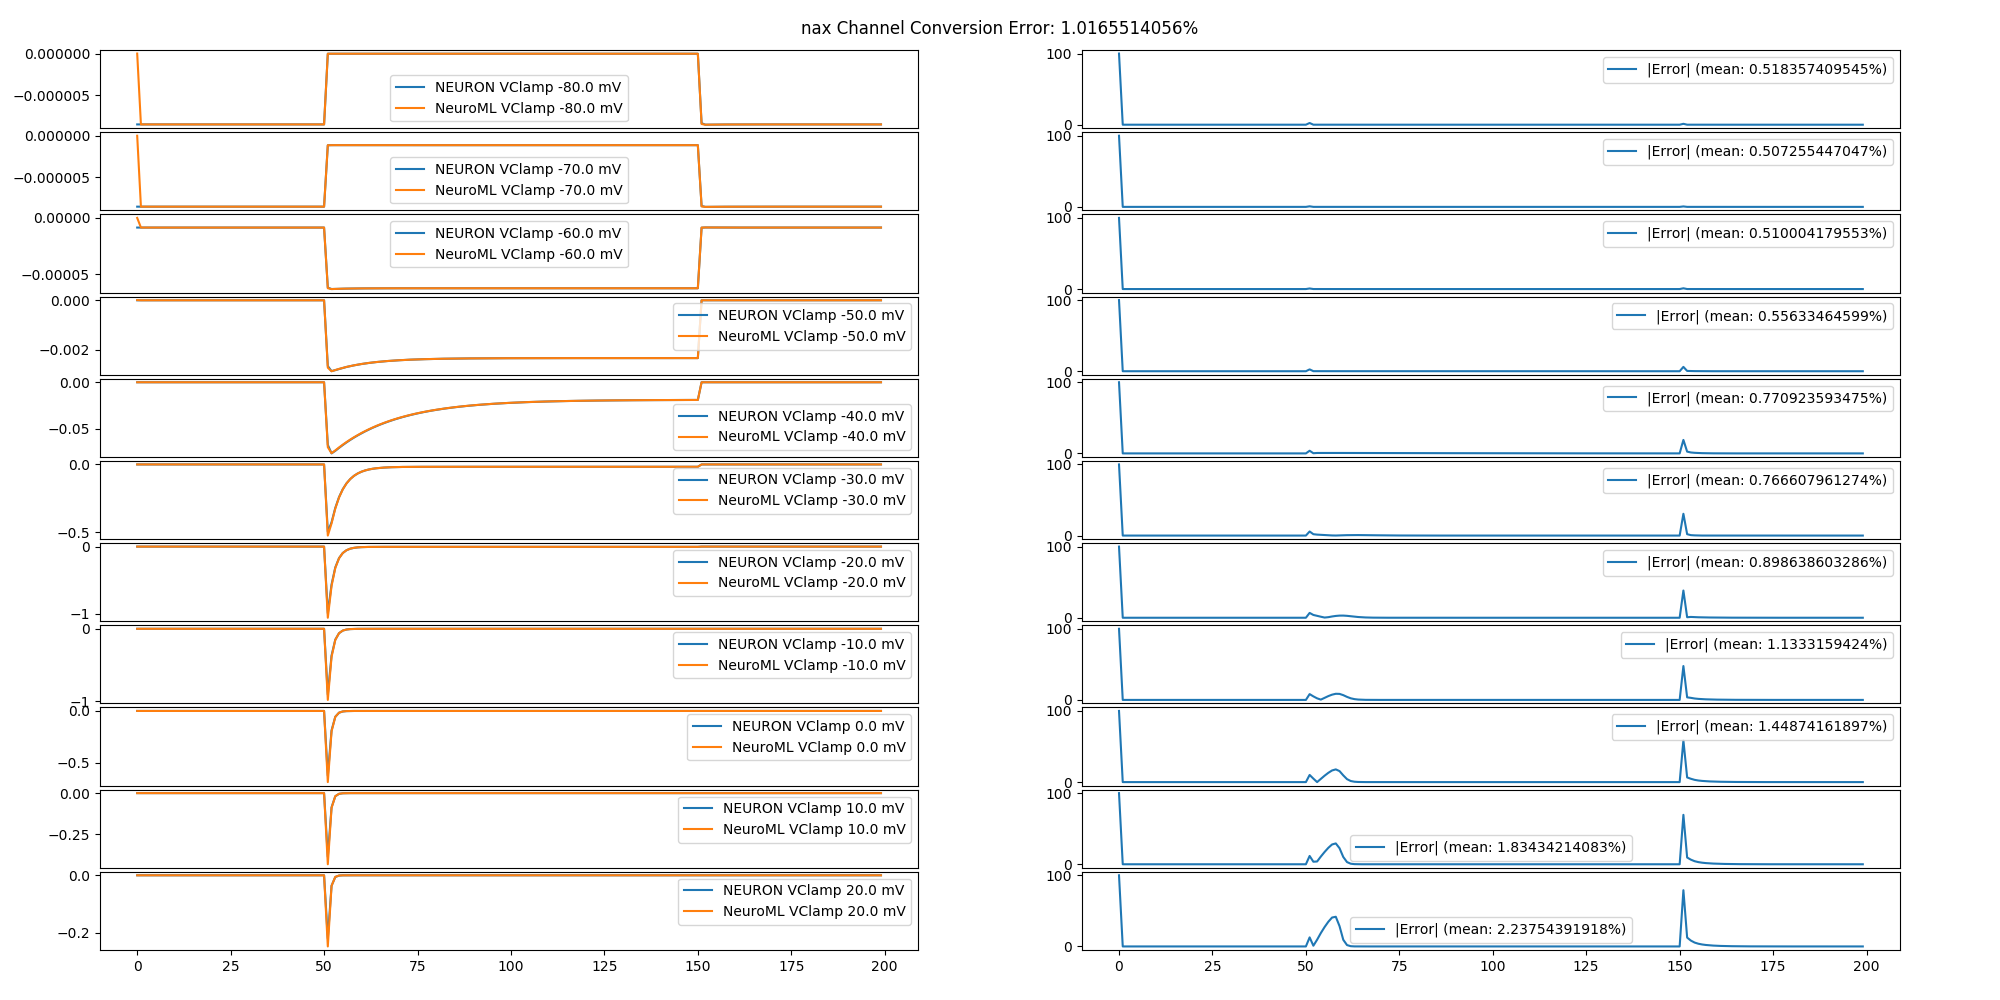 nax Channel Conversion Error: 1.0165514056%
0.000000
−0.000005
NEURON VClamp -80.0 mV
NeuroML VClamp -80.0 mV
100
0
|Error| (mean: 0.518357409545%)
0.000000
−0.000005
NEURON VClamp -70.0 mV
NeuroML VClamp -70.0 mV
100
0
|Error| (mean: 0.507255447047%)
0.00000
−0.00005
NEURON VClamp -60.0 mV
NeuroML VClamp -60.0 mV
100
0
|Error| (mean: 0.510004179553%)
0.000
−0.002
NEURON VClamp -50.0 mV
NeuroML VClamp -50.0 mV
100
0
|Error| (mean: 0.55633464599%)
0.00
−0.05
NEURON VClamp -40.0 mV
NeuroML VClamp -40.0 mV
100
0
|Error| (mean: 0.770923593475%)
0.0
−0.5
NEURON VClamp -30.0 mV
NeuroML VClamp -30.0 mV
100
0
|Error| (mean: 0.766607961274%)
0
−1
NEURON VClamp -20.0 mV
NeuroML VClamp -20.0 mV
100
0
|Error| (mean: 0.898638603286%)
0
−1
NEURON VClamp -10.0 mV
NeuroML VClamp -10.0 mV
100
0
|Error| (mean: 1.1333159424%)
0.0
−0.5
NEURON VClamp 0.0 mV
NeuroML VClamp 0.0 mV
100
0
|Error| (mean: 1.44874161897%)
0.00
−0.25
NEURON VClamp 10.0 mV
NeuroML VClamp 10.0 mV
100
0
|Error| (mean: 1.83434214083%)
0.0
−0.2
NEURON VClamp 20.0 mV
NeuroML VClamp 20.0 mV
100
0
|Error| (mean: 2.23754391918%)
0 25 50 75 100 125 150 175 200
0 25 50 75 100 125 150 175 200